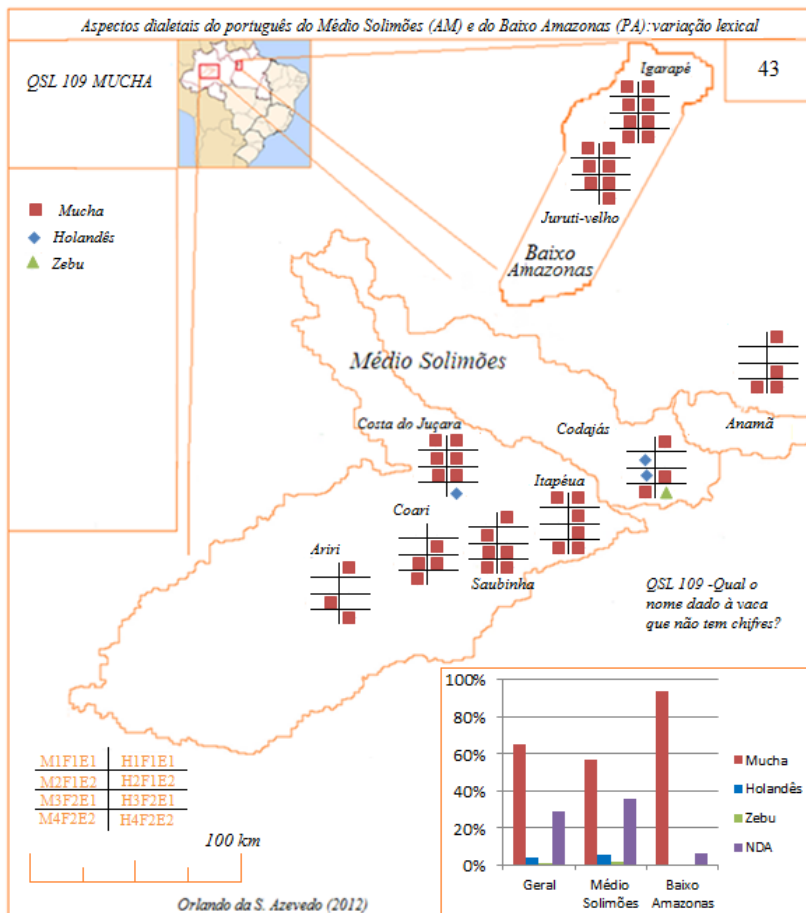 Aspectos dialetais do português do Médio Solimões (AM) e do Baixo Amazonas (PA):variação lexical
QSL 109 MUCHA
43
Igarapé
Mucha
Holandês
Zebu
Juruti-velho
Baixo
Amazonas
Médio Solimões
Costa do Juçara
Codajás
Anamã
Itapéua
Coari
Ariri
Saubinha
QSL 109 -Qual o
nome dado à vaca
que não tem chifres?
M1F1E1 H1F1E1
M2F1E2 H2F1E2
M3F2E1 H3F2E1
M4F2E2 H4F2E2
100 km
100%
80%
60%
40%
20%
0%
Geral
Médio
Solimões
Baixo
Amazonas
Mucha
Holandês
Zebu
NDA
Orlando da S. Azevedo (2012)